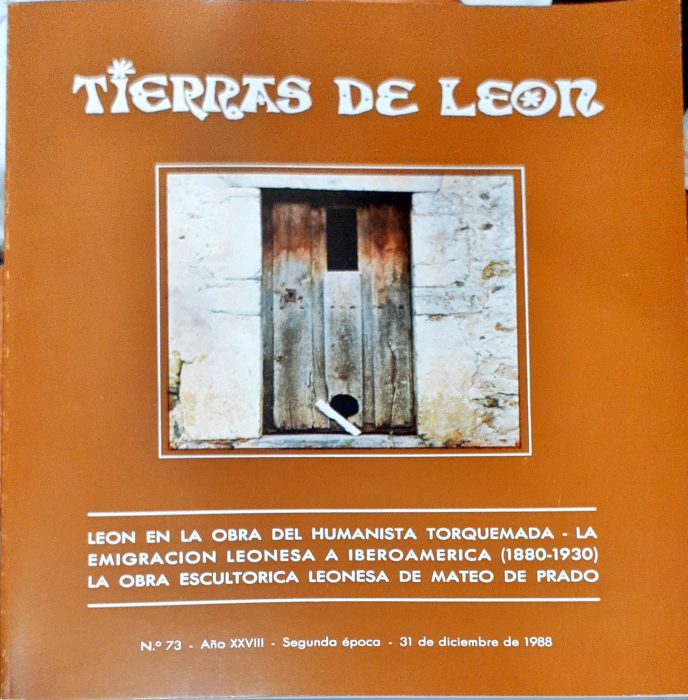 TIERRAS DE LEON
LEON EN LA OBRA DEL HUMANISTA TORQUEMADA - LA
EMIGRACION LEONESA A IBEROAMERICA (1880-1930)
LA OBRA ESCULTORICA LEONESA DE MATEO DE PRADO
N.º 73 - Año XXVIII - Segunda época - 31 de diciembre de 1988